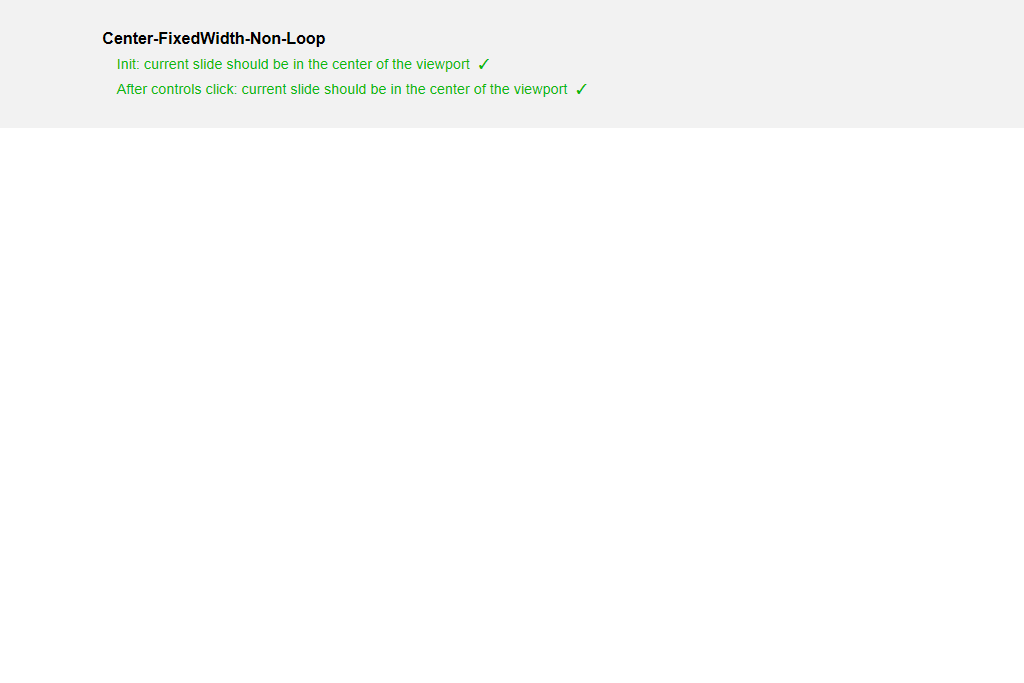 Center-FixedWidth-Non-Loop
Init: current slide should be in the center of the viewport ✓
After controls click: current slide should be in the center of the viewport ✓